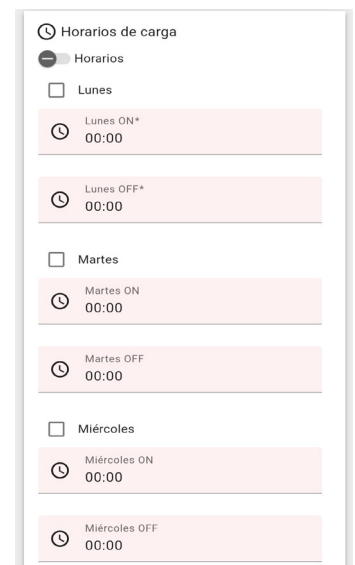 Horarios de carga
Horarios
Lunes
Lunes ON*
00:00
Lunes OFF*
00:00
Martes
Martes ON
00:00
Martes OFF
00:00
Miércoles
Miércoles ON
00:00
Miércoles OFF
00:00